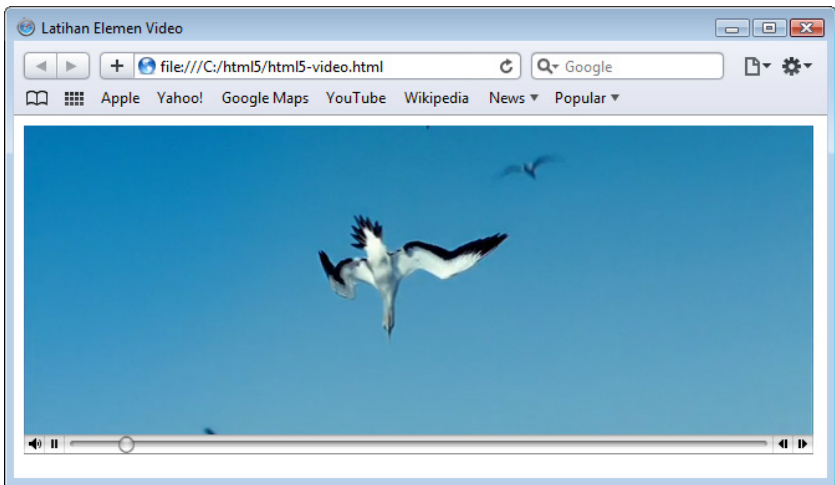 Latihan Elemen Video
file:///C:/html5/html5-video.html
Google
Apple Yahoo! Google Maps YouTube Wikipedia News Popular